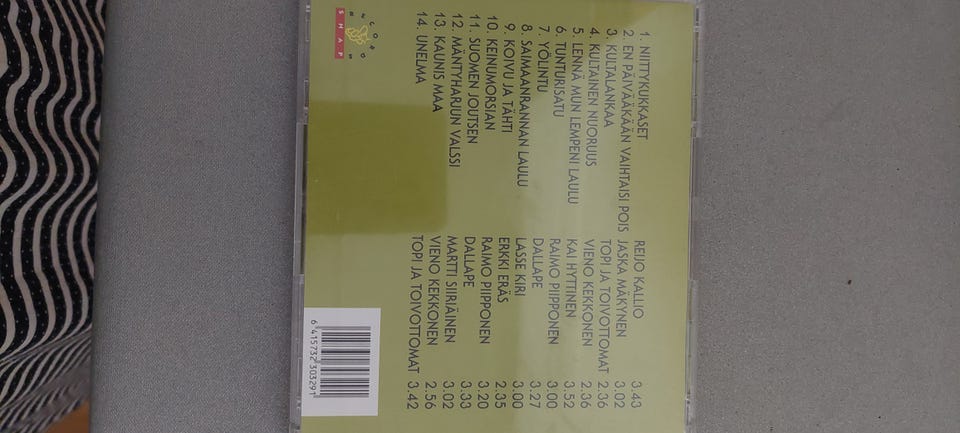 1. NIITTYKUKKASET REIJO KALLIO 3.43
2. EN PÄIVÄÄKÄÄN VAIHTAISI POIS JASKA MÄKYNEN 3.02
3. KULTALANKAA TOPI JA TOIVOTTOMAT 2.36
4. KULTAINEN NUORUUS VIENO KEKKONEN 2.36
5. LENNÄ MUN LEMPENI LAULU KAI HYTTINEN 3.52
6. TUNTURISATU RAIMO PIIPPONEN 3.00
7. YÖLINTU DALLAPE 3.27
8. SAIMAANRANNAN LAULU LASSE KIRI 3.00
9. KOIVU JA TÄHTI ERKKI ERÄS 2.35
10. KEINUMORSIAN RAIMO PIIPPONEN 3.20
11. SUOMEN JOUTSEN DALLAPE 3.33
12. MÄNTYHARJUN VALSSI MARTTI SIIRIÄINEN 3.02
13. KAUNIS MAA VIENO KEKKONEN 2.56
14. UNELMA TOPI JA TOIVOTTOMAT 3.42
SHAP
6 415732 303291